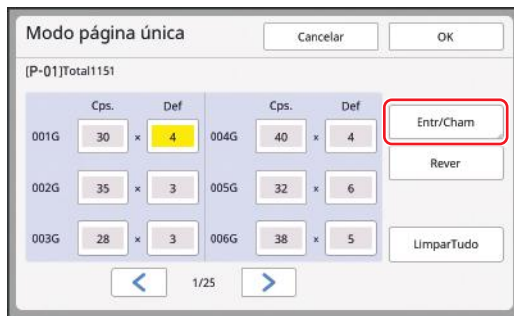 Modo página única Cancelar OK
[P-01]Total1151
Cps. Def Cps. Def
001G 30 × 4 004G 40 × 4 Entr/Cham
Rever
002G 35 × 3 005G 32 × 6
003G 28 × 3 006G 38 × 5 LimparTudo
1/25